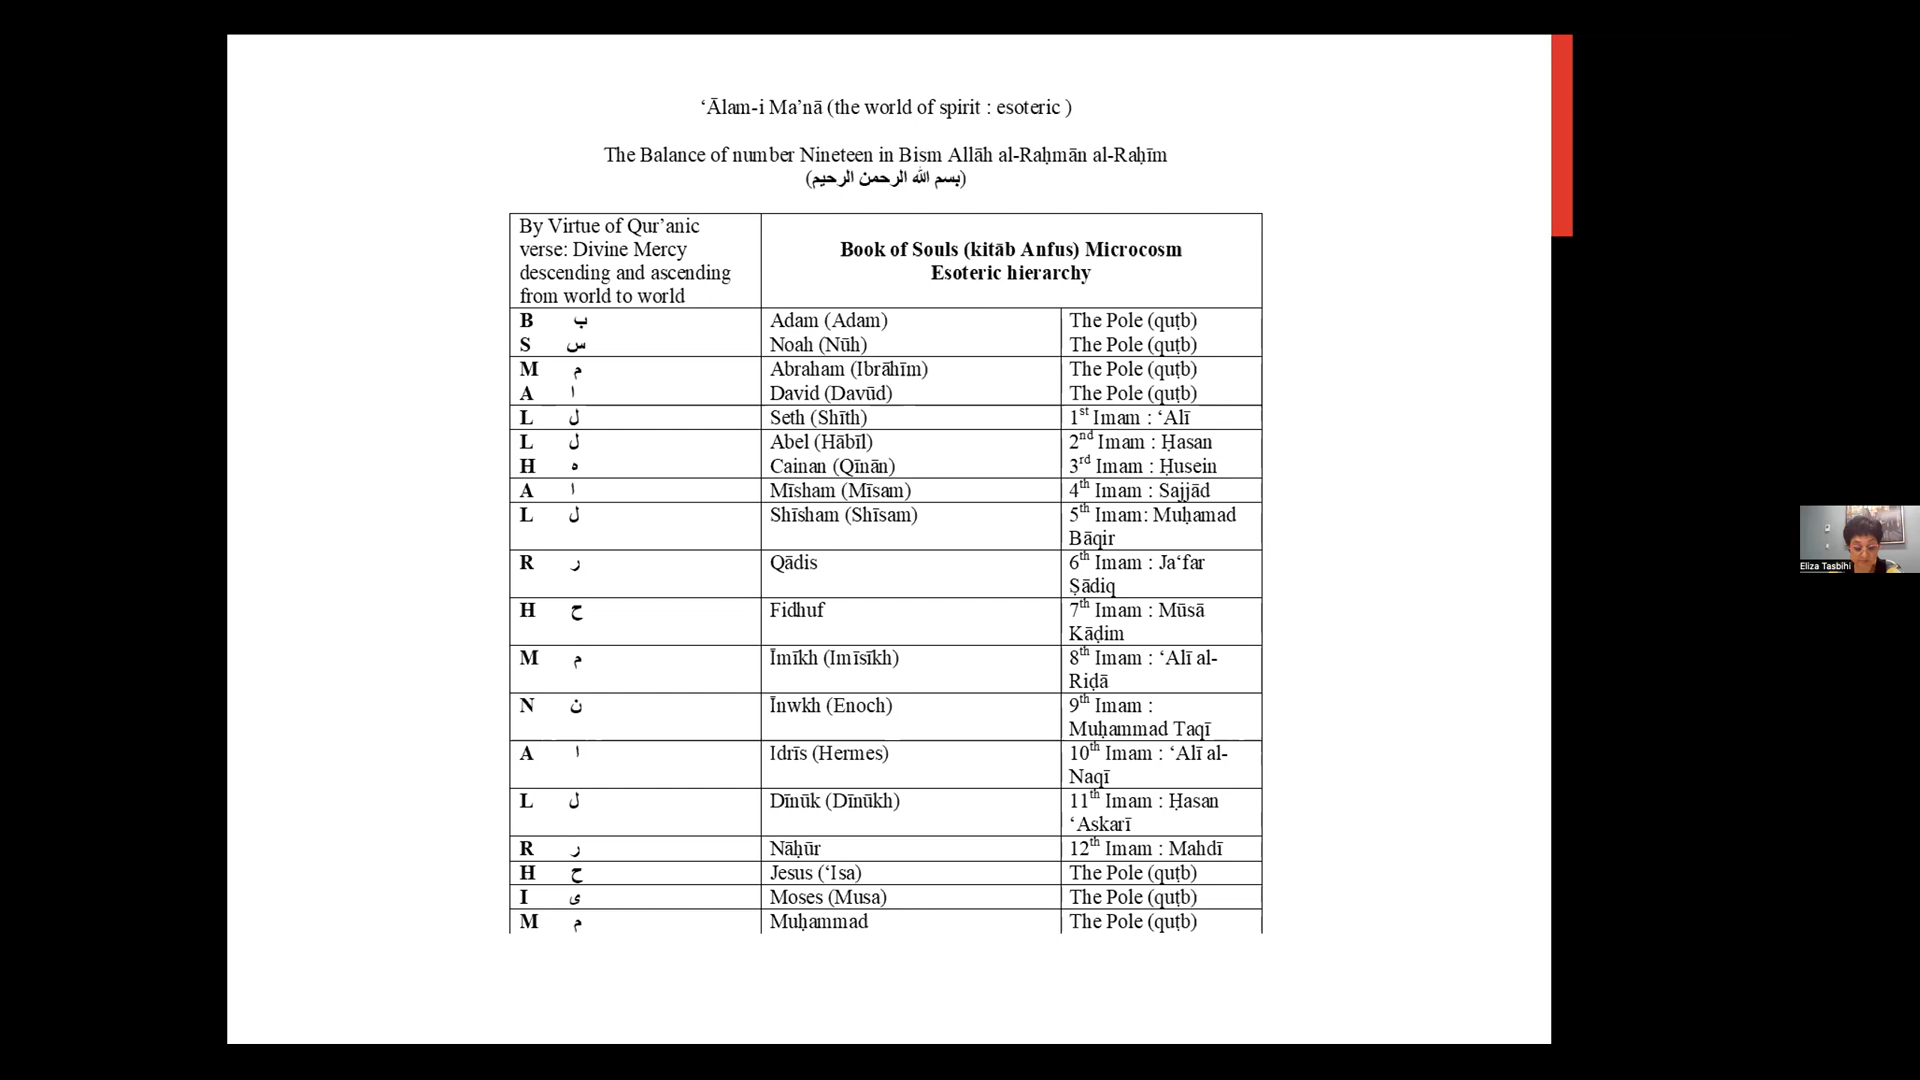 ‘Ālam-i Ma’nā (the world of spirit : esoteric )
The Balance of number Nineteen in Bism Allāh al-Raḥmān al-Raḥīm
(بسم الله الرحمن الرحيم)
By Virtue of Qur’anic
verse: Divine Mercy
descending and ascending
from world to world
Book of Souls (kitāb Anfus) Microcosm
Esoteric hierarchy
B ب Adam (Adam) The Pole (quṭb)
S س Noah (Nūh) The Pole (quṭb)
M م Abraham (Ibrāhīm) The Pole (quṭb)
A ا David (Davūd) The Pole (quṭb)
L ل Seth (Shīth) 1st Imam : ‘Alī
L ل Abel (Hābīl) 2nd Imam : Ḥasan
H ه Cainan (Qīnān) 3rd Imam : Ḥusein
A ا Mīsham (Mīsam) 4th Imam : Sajjād
L ل Shīsham (Shīsam) 5th Imam: Muḥamad
Bāqir
R ر Qādis 6th Imam : Ja‘far
Ṣādiq
H ح Fidhuf 7th Imam : Mūsā
Kāḍim
M م Īmīkh (Imīsīkh) 8th Imam : ‘Alī al-
Riḍā
N ن Īnwkh (Enoch) 9th Imam :
Muḥammad Taqī
A ا Idrīs (Hermes) 10th Imam : ‘Alī al-
Naqī
L ل Dīnūk (Dīnūkh) 11th Imam : Ḥasan
‘Askarī
R ر Nāḥūr 12th Imam : Mahdī
H ح Jesus (‘Isa) The Pole (quṭb)
I ى Moses (Musa) The Pole (quṭb)
M م Muḥammad The Pole (quṭb)
Eliza Tasbihi